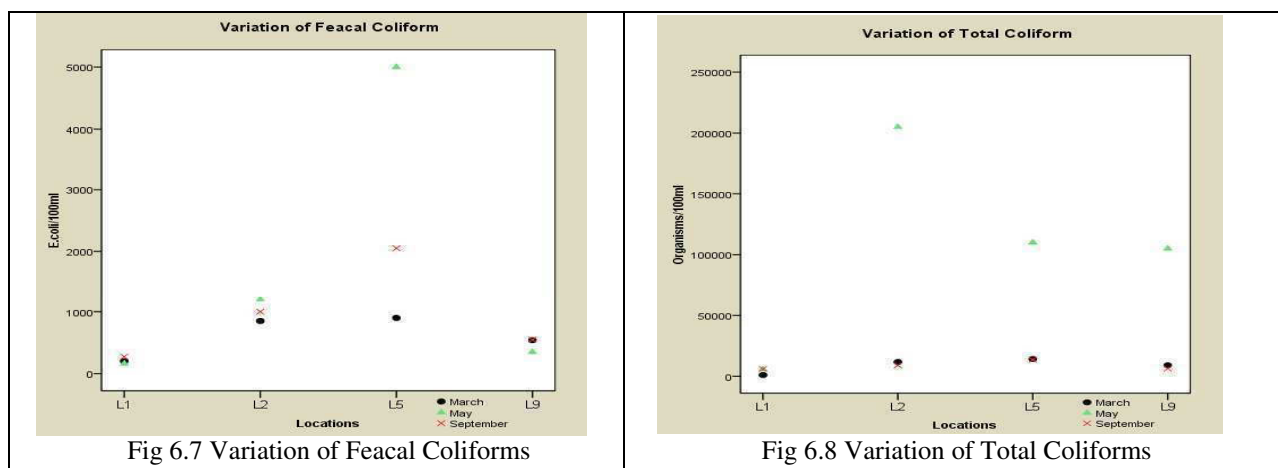 Variation of Feacal Coliform
5000
4000
3000
2000
1000
0
E.coli/100ml
L1
L2
L5
L9
Locations
March
May
September
Fig 6.7 Variation of Feacal Coliforms
Variation of Total Coliform
250000
200000
150000
100000
50000
0
Organisms/100ml
L1
L2
L5
L9
Locations
March
May
September
Fig 6.8 Variation of Total Coliforms